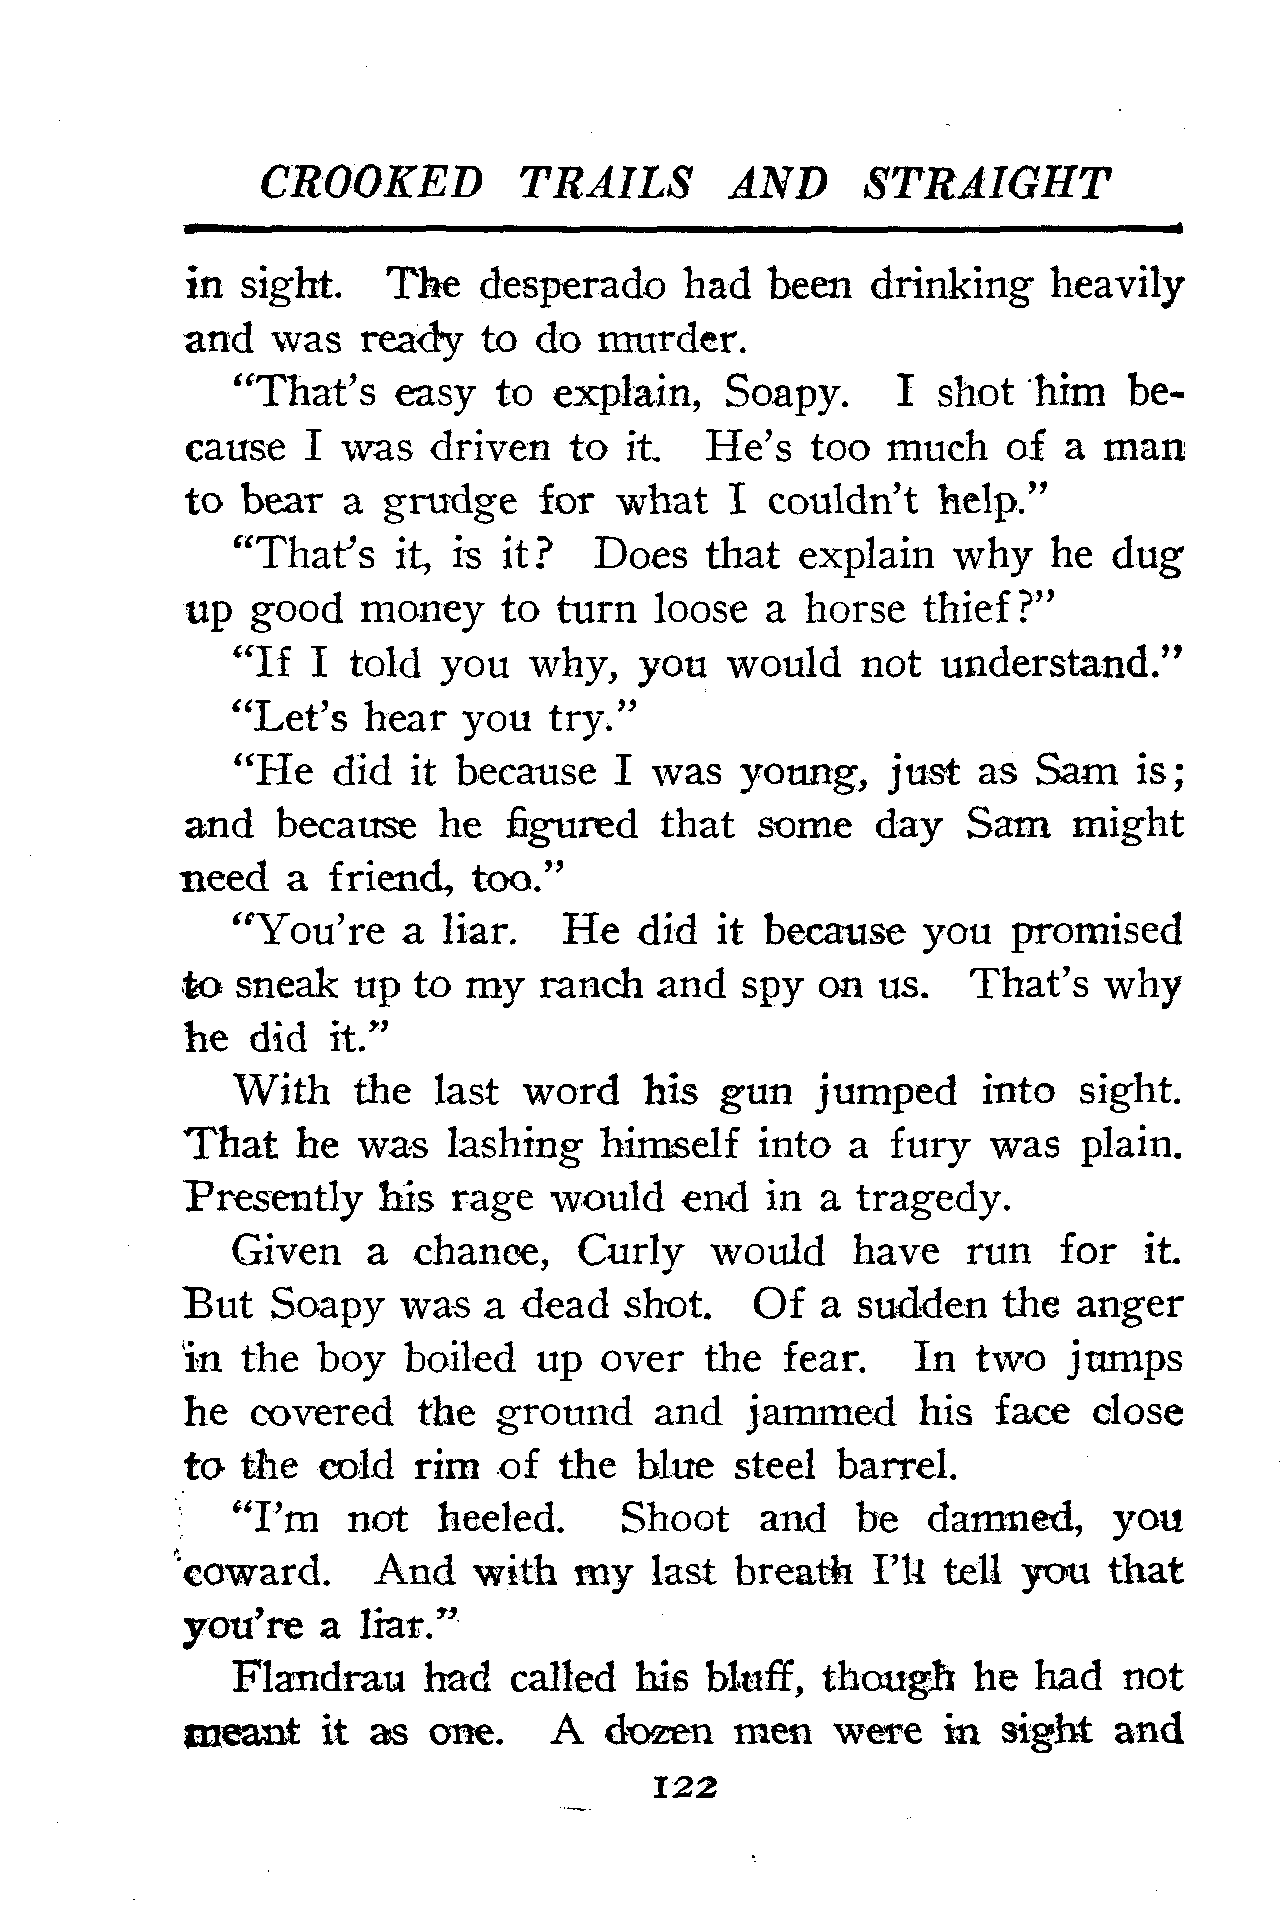 CROOKED TRAILS AND STRAIGHT
in sight. The desperado had been drinking heavily
and was ready to do murder.
“That’s easy to explain, Soapy. I shot him be-
cause I was driven to it. He’s too much of a man
to bear a grudge for what I couldn’t help.”
“That’s it, is it? Does that explain why he dug
up good money to turn loose a horse thief?”
“If I told you why, you would not understand.”
“Let’s hear you try.”
“He did it because I was young, just as Sam is;
and because he figured that some day Sam might
need a friend, too.”
“You’re a liar. He did it because you promised
to sneak up to my ranch and spy on us. That’s why
he did it.”
With the last word his gun jumped into sight.
That he was lashing himself into a fury was plain.
Presently his rage would end in a tragedy.
Given a chance, Curly would have run for it.
But Soapy was a dead shot. Of a sudden the anger
in the boy boiled up over the fear. In two jumps
he covered the ground and jammed his face close
to the cold rim of the blue steel barrel.
“I’m not heeled. Shoot and be damned, you
coward. And with my last breath I’ll tell you that
you’re a liar.”
Flandrau had called his bluff, though he had not
meant it as one. A dozen men were in sight and
122